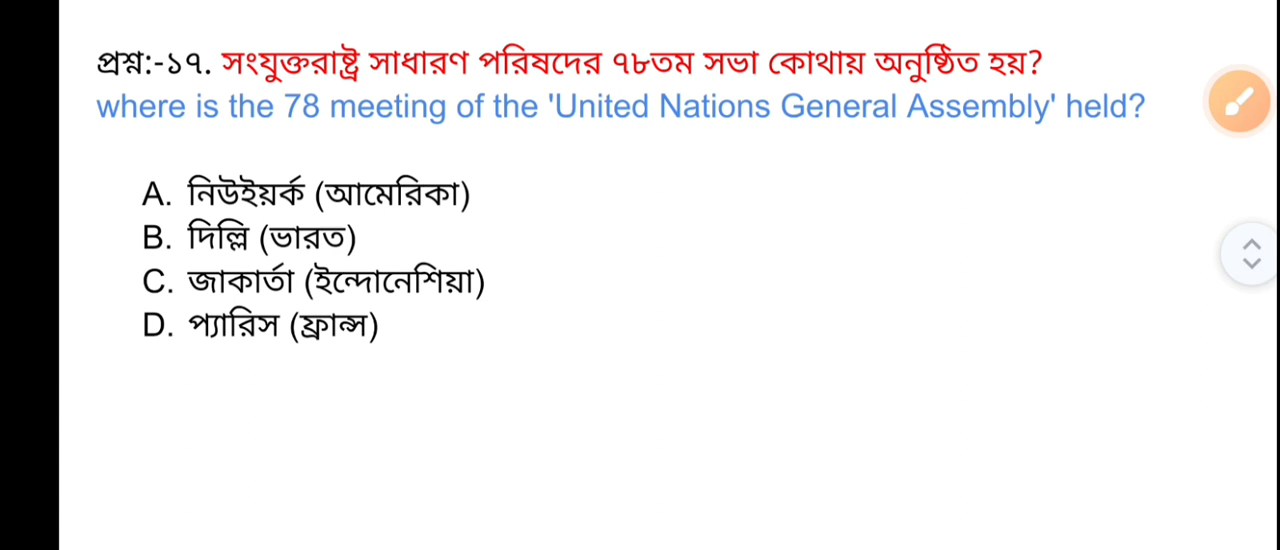 প্রশ্ন:-১৭. সংযুক্তরাষ্ট্র সাধারণ পরিষদের ৭৮তম সভা কোথায় অনুষ্ঠিত হয়?
where is the 78 meeting of the 'United Nations General Assembly' held?
A. নিউইয়র্ক (আমেরিকা)
B. দিল্লি (ভারত)
C. জাকার্তা (ইন্দোনেশিয়া)
D. প্যারিস (ফ্রান্স)